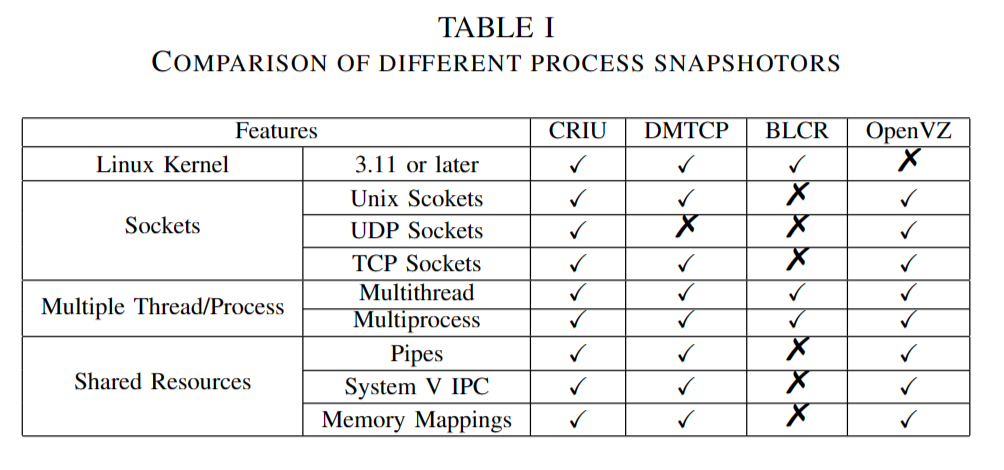 TABLE I
COMPARISON OF DIFFERENT PROCESS SNAPSHOTORS
Features CRIU DMTCP BLCR OpenVZ
Linux Kernel 3.11 or later ✓ ✓ ✓ ✗
Sockets Unix Scokets ✓ ✓ ✗ ✓
UDP Sockets ✓ ✗ ✗ ✓
TCP Sockets ✓ ✓ ✗ ✓
Multiple Thread/Process Multithread ✓ ✓ ✓ ✓
Multiprocess ✓ ✓ ✓ ✓
Shared Resources Pipes ✓ ✓ ✗ ✓
System V IPC ✓ ✓ ✗ ✓
Memory Mappings ✓ ✓ ✗ ✓